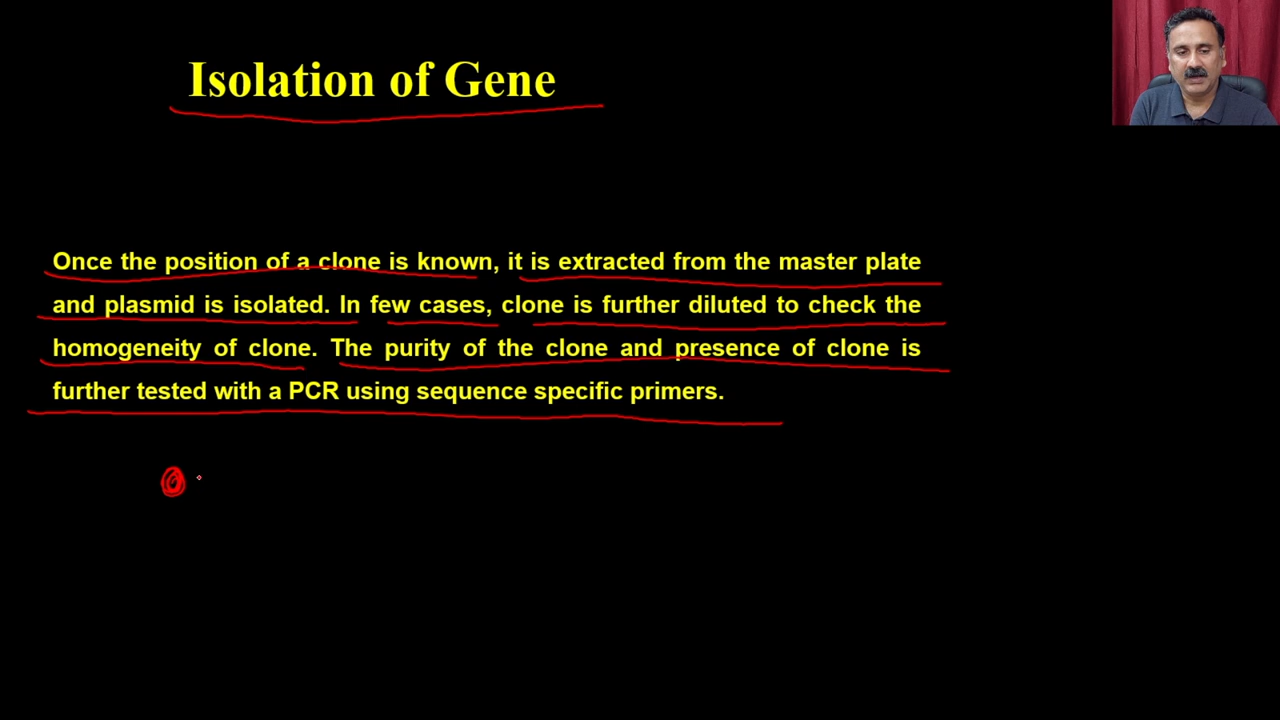 Isolation of Gene
Once the position of a clone is known, it is extracted from the master plate
and plasmid is isolated. In few cases, clone is further diluted to check the
homogeneity of clone. The purity of the clone and presence of clone is
further tested with a PCR using sequence specific primers.